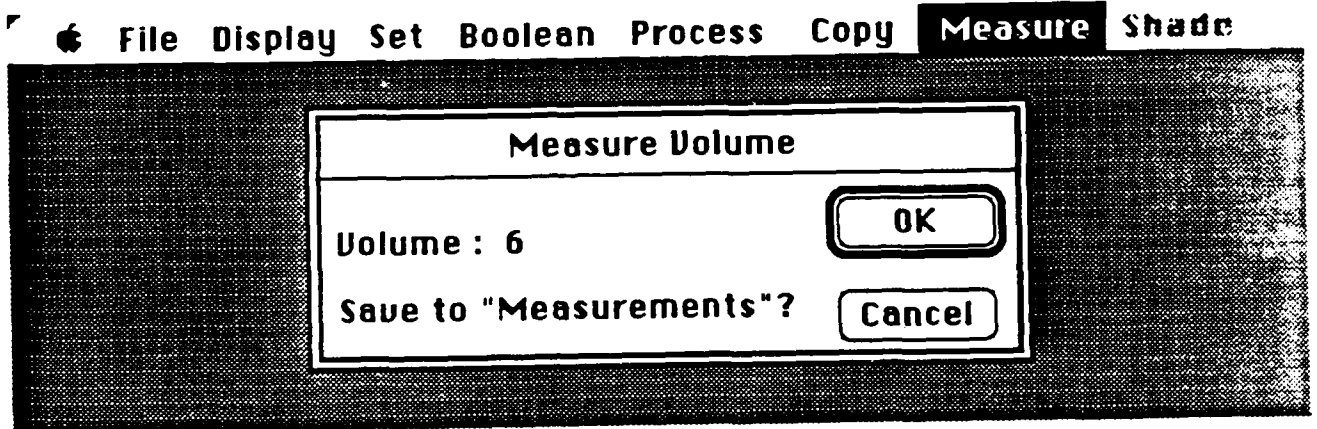 File Display Set Boolean Process Copy Measure Shade
Measure Volume
OK
Volume : 6
Save to "Measurements"?
Cancel